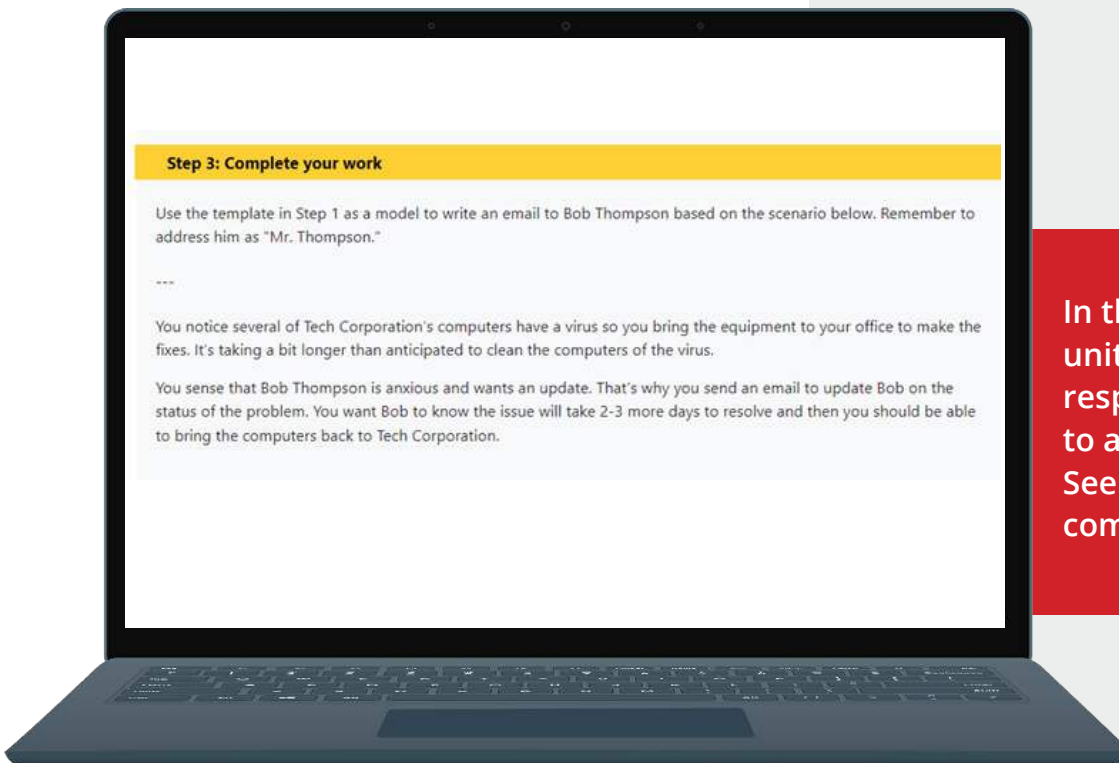 Step 3: Complete your work
Use the template in Step 1 as a model to write an email to Bob Thompson based on the scenario below. Remember to
address him as "Mr. Thompson."
---
You notice several of Tech Corporation's computers have a virus so you bring the equipment to your office to make the
fixes. It's taking a bit longer than anticipated to clean the computers of the virus.
You sense that Bob Thompson is anxious and wants an update. That's why you send an email to update Bob on the
status of the problem. You want Bob to know the issue will take 2-3 more days to resolve and then you should be able
to bring the computers back to Tech Corporation.
In
to
See